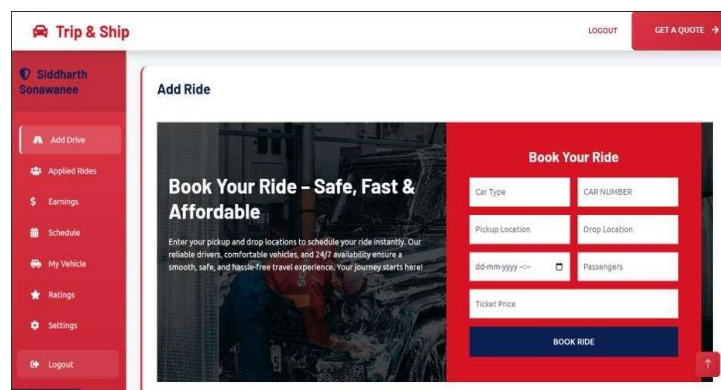 Trip & Ship
LOGOUT
GET A QUOTE
Siddharth
Sonawanee
Add Drive
Applied Rides
Earnings
Schedule
My Vehicle
Ratings
Settings
Logout
Add Ride
Book Your Ride – Safe, Fast &
Affordable
Enter your pickup and drop locations to schedule your ride instantly. Our
reliable drivers, comfortable vehicles, and 24/7 availability ensure a
smooth, safe, and hassle-free travel experience. Your journey starts here!
Book Your Ride
Car Type
CAR NUMBER
Pickup Location
Drop Location
dd-mm-yyyy --:--
Passengers
Ticket Price
BOOK RIDE